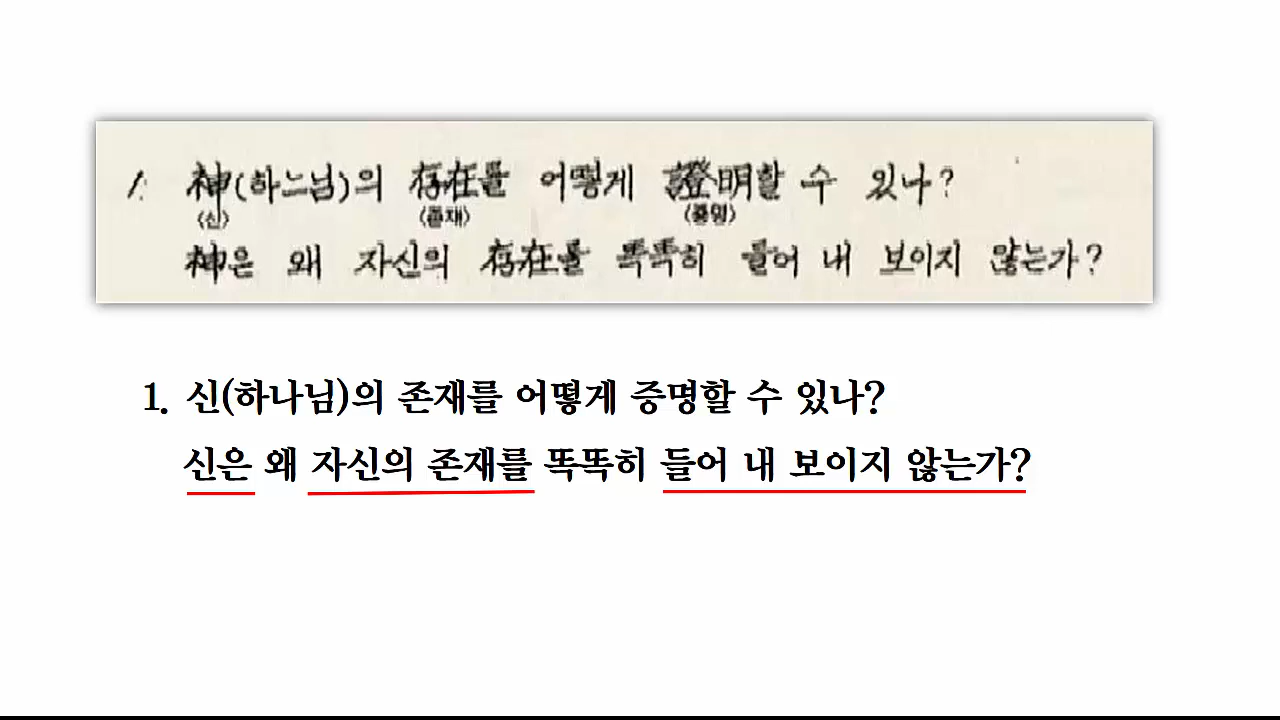 1. 神(하느님)의 存在를 어떻게 證明할 수 있나?
〈신〉 〈존재〉 〈증명〉
神은 왜 자신의 存在를 똑똑히 들어 내 보이지 않는가?
1. 신(하나님)의 존재를 어떻게 증명할 수 있나?
신은 왜 자신의 존재를 똑똑히 들어 내 보이지 않는가?